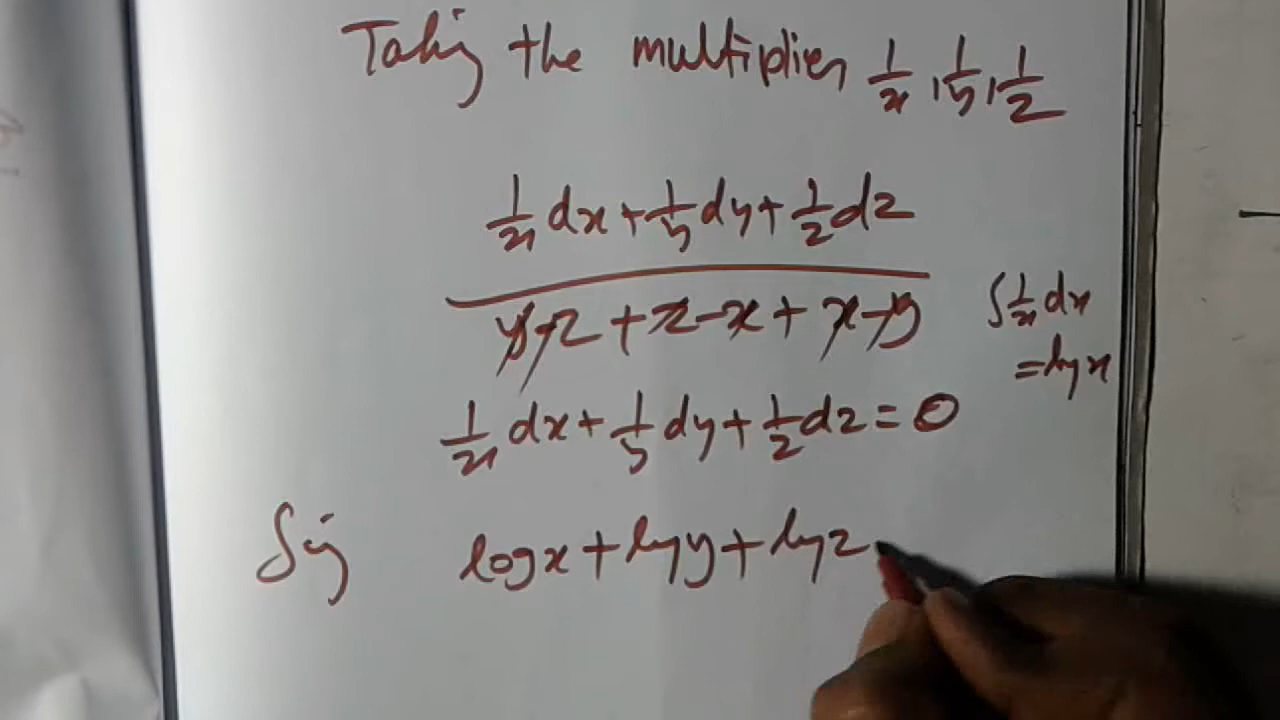 Taking the multiplier 1/x, 1/y, 1/z
1/x dx + 1/y dy + 1/z dz
y-z + z-x + x-y
∫ 1/x dx
= log x
1/x dx + 1/y dy + 1/z dz = 0
∫ing log x + log y + log z